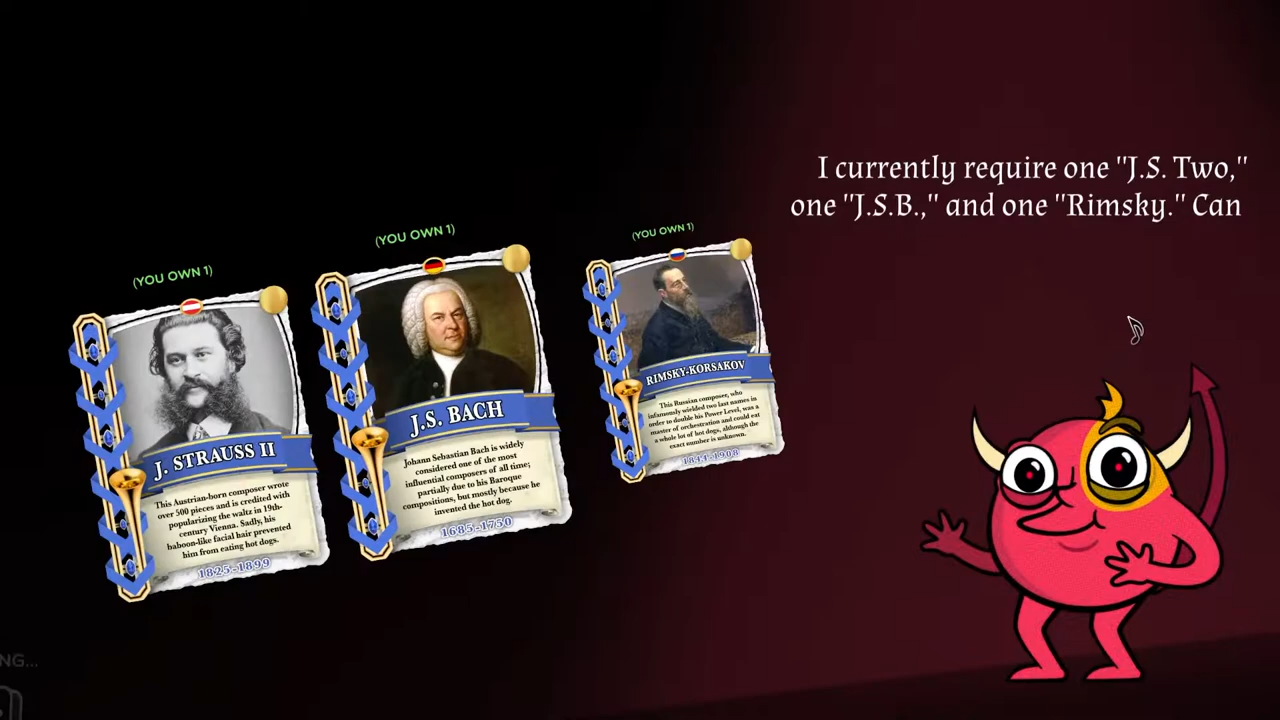 I currently require one "J.S. Two,"
one "J.S.B.," and one "Rimsky." Can
(YOU OWN 1)
J. STRAUSS II
This Austrian-born composer wrote
over 500 pieces and is credited with
popularizing the waltz in 19th-
century Vienna. Sadly, his
baboon-like facial hair prevented
him from eating hot dogs.
1825-1899
(YOU OWN 1)
J.S. BACH
Johann Sebastian Bach is widely
considered one of the most
influential composers of all time;
partially due to his Baroque
compositions, but mostly because he
invented the hot dog.
1685-1750
(YOU OWN 1)
RIMSKY-KORSAKOV
This Russian composer, who
infamously wielded two last names in
order to double his Power Level, was a
master of orchestration and could eat
a whole lot of hot dogs, although the
exact number is unknown.
1844-1908
NG...